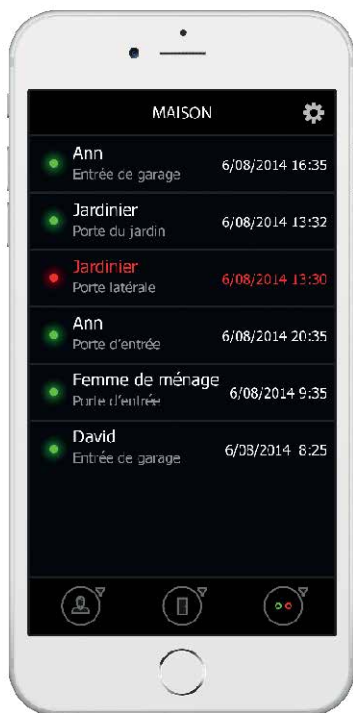 MAISON
Ann
Entrée de garage
6/08/2014 16:35
Jardinier
Porte du jardin
6/08/2014 13:32
Jardinier
Porte latérale
6/08/2014 13:30
Ann
Porte d'entrée
6/08/2014 20:35
Femme de ménage
Porte d'entrée
6/08/2014 9:35
David
Entrée de garage
6/08/2014 8:25